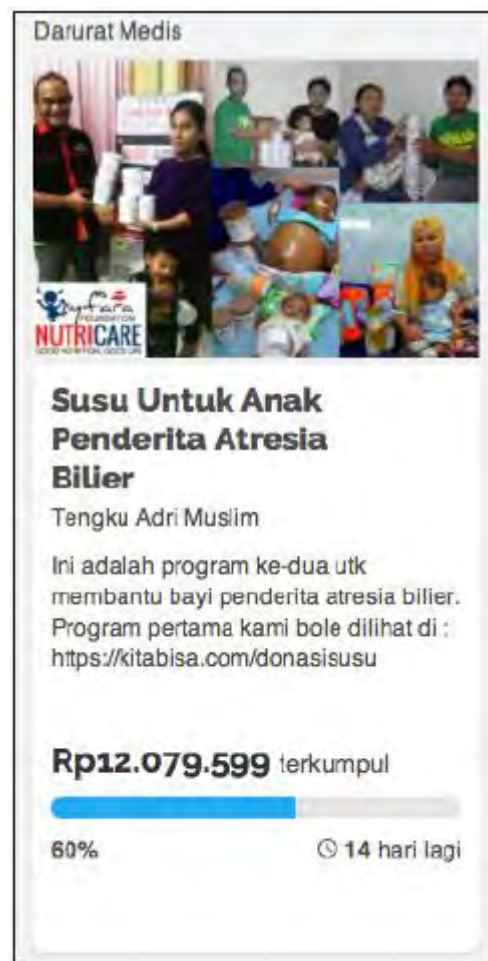 Darurat Medis
ayfara
FOUNDATION
NUTRICARE
Susu Untuk Anak
Penderita Atresia
Bilier
Tengku Adri Muslim
Ini adalah program ke-dua utk
membantu bayi penderita atresia bilier.
Program pertama kami bole dilihat di :
https://kitabisa.com/donasisusu
Rp12.079.599 terkumpul
60% 14 hari lagi